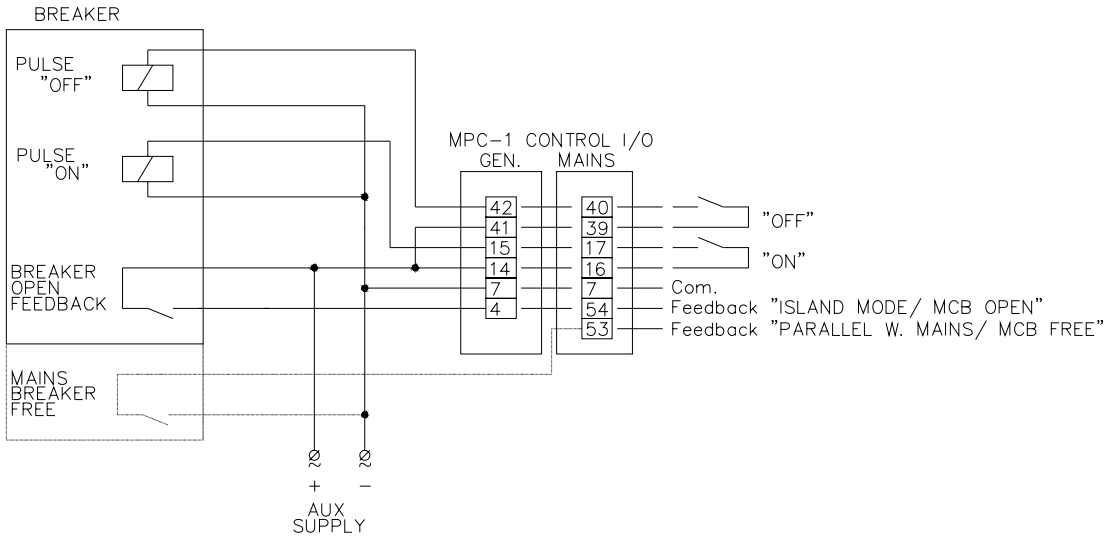 BREAKER
PULSE
"OFF"
PULSE
"ON"
BREAKER
OPEN
FEEDBACK
MAINS
BREAKER
FREE
MPC-1 CONTROL I/O
GEN. MAINS
42 40
41 39
15 17
14 16
7 7
4 54
53
"OFF"
"ON"
Com.
Feedback "ISLAND MODE/ MCB OPEN"
Feedback "PARALLEL W. MAINS/ MCB FREE"
+ -
AUX
SUPPLY